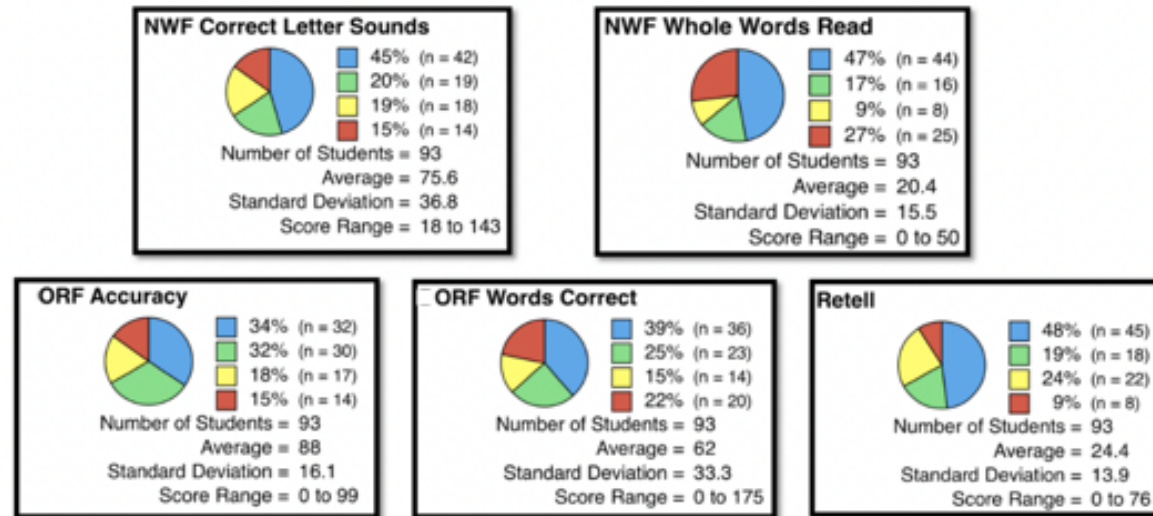 NWF Correct Letter Sounds
45% (n = 42)
20% (n = 19)
19% (n = 18)
15% (n = 14)
Number of Students = 93
Average = 75.6
Standard Deviation = 36.8
Score Range = 18 to 143
NWF Whole Words Read
47% (n = 44)
17% (n = 16)
9% (n = 8)
27% (n = 25)
Number of Students = 93
Average = 20.4
Standard Deviation = 15.5
Score Range = 0 to 50
ORF Accuracy
34% (n = 32)
32% (n = 30)
18% (n = 17)
15% (n = 14)
Number of Students = 93
Average = 88
Standard Deviation = 16.1
Score Range = 0 to 99
ORF Words Correct
39% (n = 36)
25% (n = 23)
15% (n = 14)
22% (n = 20)
Number of Students = 93
Average = 62
Standard Deviation = 33.3
Score Range = 0 to 175
Retell
48% (n = 45)
19% (n = 18)
24% (n = 22)
9% (n = 8)
Number of Students = 93
Average = 24.4
Standard Deviation = 13.9
Score Range = 0 to 76